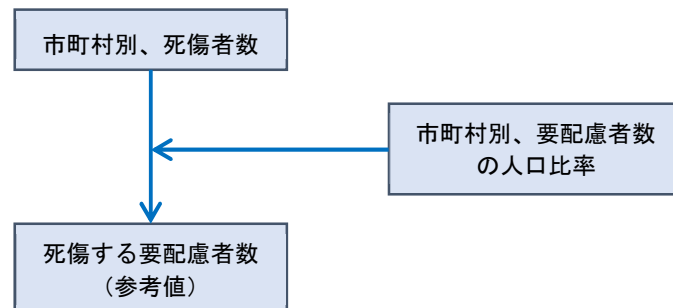 市町村別、死傷者数
市町村別、要配慮者数
の人口比率
死傷する要配慮者数
（参考値）